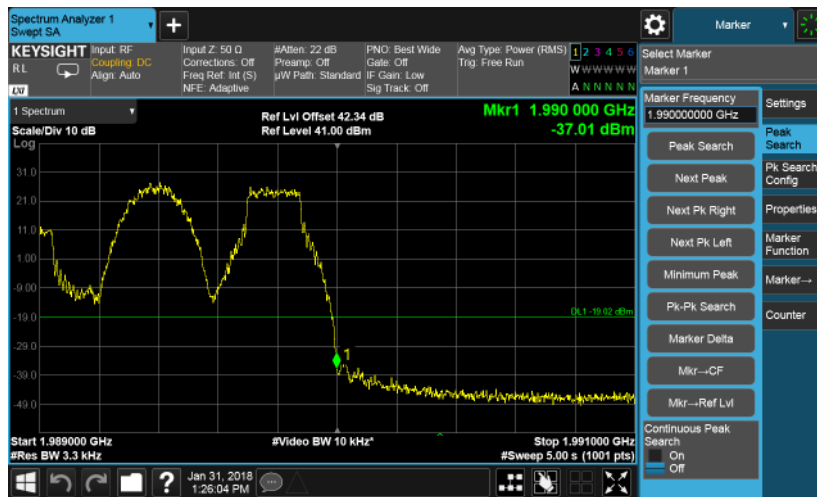 Spectrum Analyzer 1
Swept SA
+
Marker
KEYSIGHT
RL
LXI
Input: RF
Coupling: DC
Align: Auto
Input Z: 50 Ω
Corrections: Off
Freq Ref: Int (S)
NFE: Adaptive
#Atten: 22 dB
Preamp: Off
µW Path: Standard
PNO: Best Wide
Gate: Off
IF Gain: Low
Sig Track: Off
Avg Type: Power (RMS)
Trig: Free Run
1 2 3 4 5 6
W W W W W W
A N N N N N
Select Marker
Marker 1
1 Spectrum
Scale/Div 10 dB
Log
Ref Lvl Offset 42.34 dB
Ref Level 41.00 dBm
Mkr1 1.990 000 GHz
-37.01 dBm
31.0
21.0
11.0
1.00
-9.00
-19.0
-29.0
-39.0
-49.0
DL1 -19.02 dBm
1
Start 1.989000 GHz
#Res BW 3.3 kHz
#Video BW 10 kHz*
Stop 1.991000 GHz
#Sweep 5.00 s (1001 pts)
Marker Frequency
1.990000000 GHz
Peak Search
Next Peak
Next Pk Right
Next Pk Left
Minimum Peak
Pk-Pk Search
Marker Delta
Mkr→CF
Mkr→Ref Lvl
Continuous Peak
Search
On
Off
Settings
Peak
Search
Pk Search
Config
Properties
Marker
Function
Marker→
Counter
?
Jan 31, 2018
1:26:04 PM